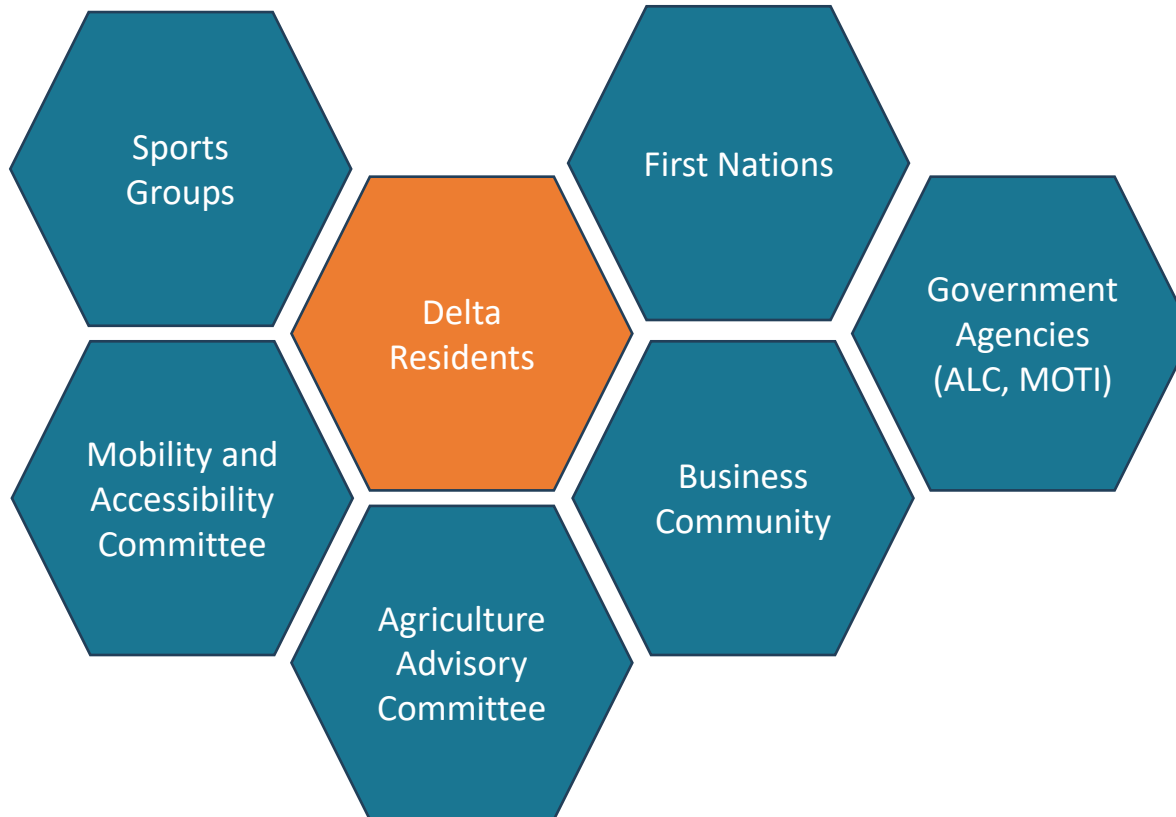 Sports
Groups
First Nations
Delta
Residents
Government
Agencies
(ALC, MOTI)
Mobility and
Accessibility
Committee
Business
Community
Agriculture
Advisory
Committee